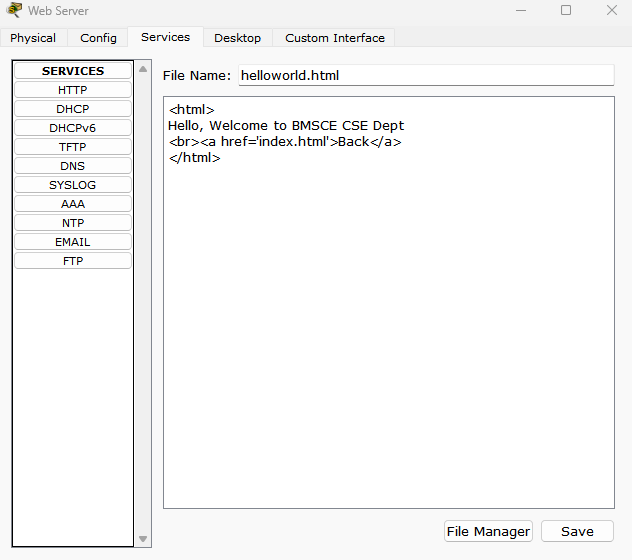 Web Server
Physical
Config
Services
Desktop
Custom Interface
SERVICES
HTTP
DHCP
DHCPv6
TFTP
DNS
SYSLOG
AAA
NTP
EMAIL
FTP
File Name: helloworld.html
<html>
Hello, Welcome to BMSCE CSE Dept
<br><a href='index.html'>Back</a>
</html>
File Manager
Save